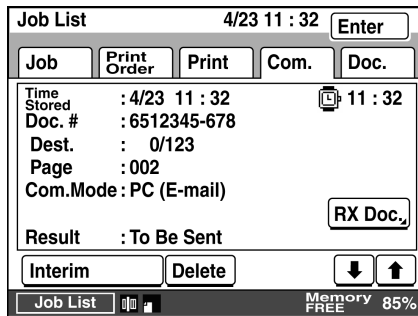 Job List 4/23 11 : 32 Enter
Job Print Order Print Com. Doc.
Time Stored : 4/23 11 : 32 11 : 32
Doc. # : 6512345-678
Dest. : 0/123
Page : 002
Com.Mode : PC (E-mail)
RX Doc.
Result : To Be Sent
Interim Delete
Job List Memory FREE 85%